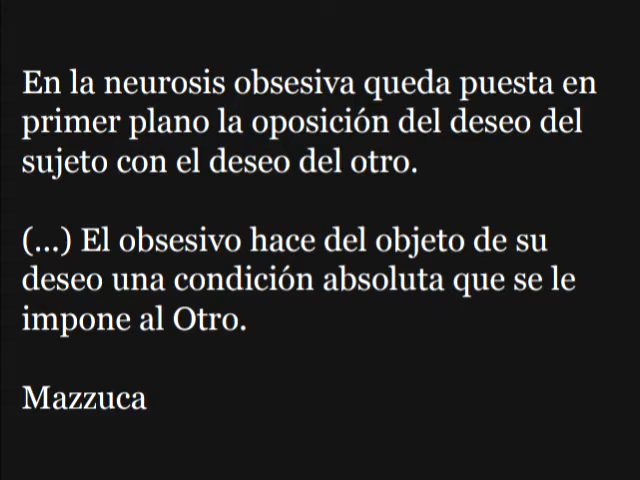 En la neurosis obsesiva queda puesta en
primer plano la oposición del deseo del
sujeto con el deseo del otro.
(...) El obsesivo hace del objeto de su
deseo una condición absoluta que se le
impone al Otro.
Mazzuca